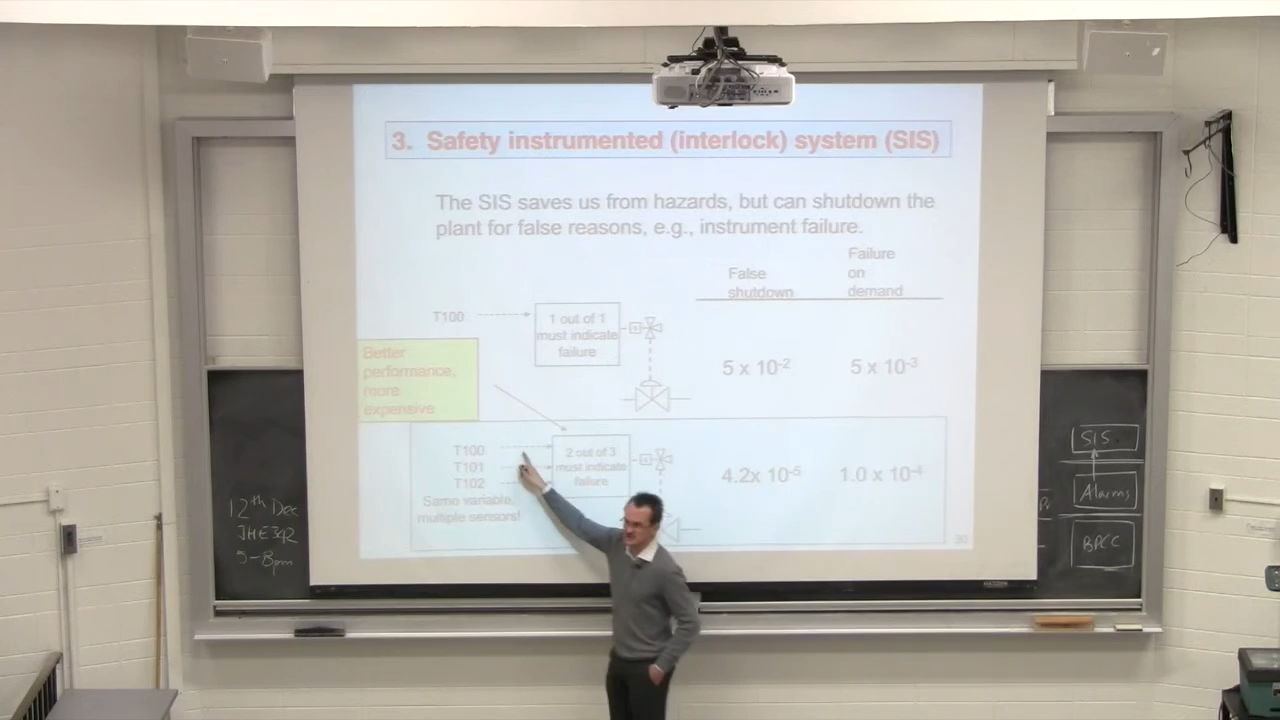 3. Safety instrumented (interlock) system (SIS)
The SIS saves us from hazards, but can shutdown the
plant for false reasons, e.g., instrument failure.
False
shutdown
Failure
on
demand
T100
1 out of 1
must indicate
failure
s
5 x 10-2
5 x 10-3
Better
performance,
more
expensive
T100
T101
T102
2 out of 3
must indicate
failure
s
4.2x 10-5
1.0 x 10-4
Same variable,
multiple sensors!
30
12th Dec
JHE 342
5-8pm
SIS
Alarms
BPCC